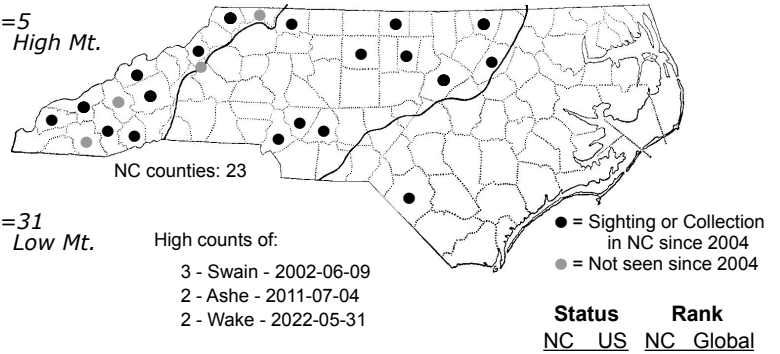 =5
High Mt.
NC counties: 23
=31
Low Mt.
High counts of:
3 - Swain - 2002-06-09
2 - Ashe - 2011-07-04
2 - Wake - 2022-05-31
= Sighting or Collection
in NC since 2004
= Not seen since 2004
Status Rank
NC US NC Global